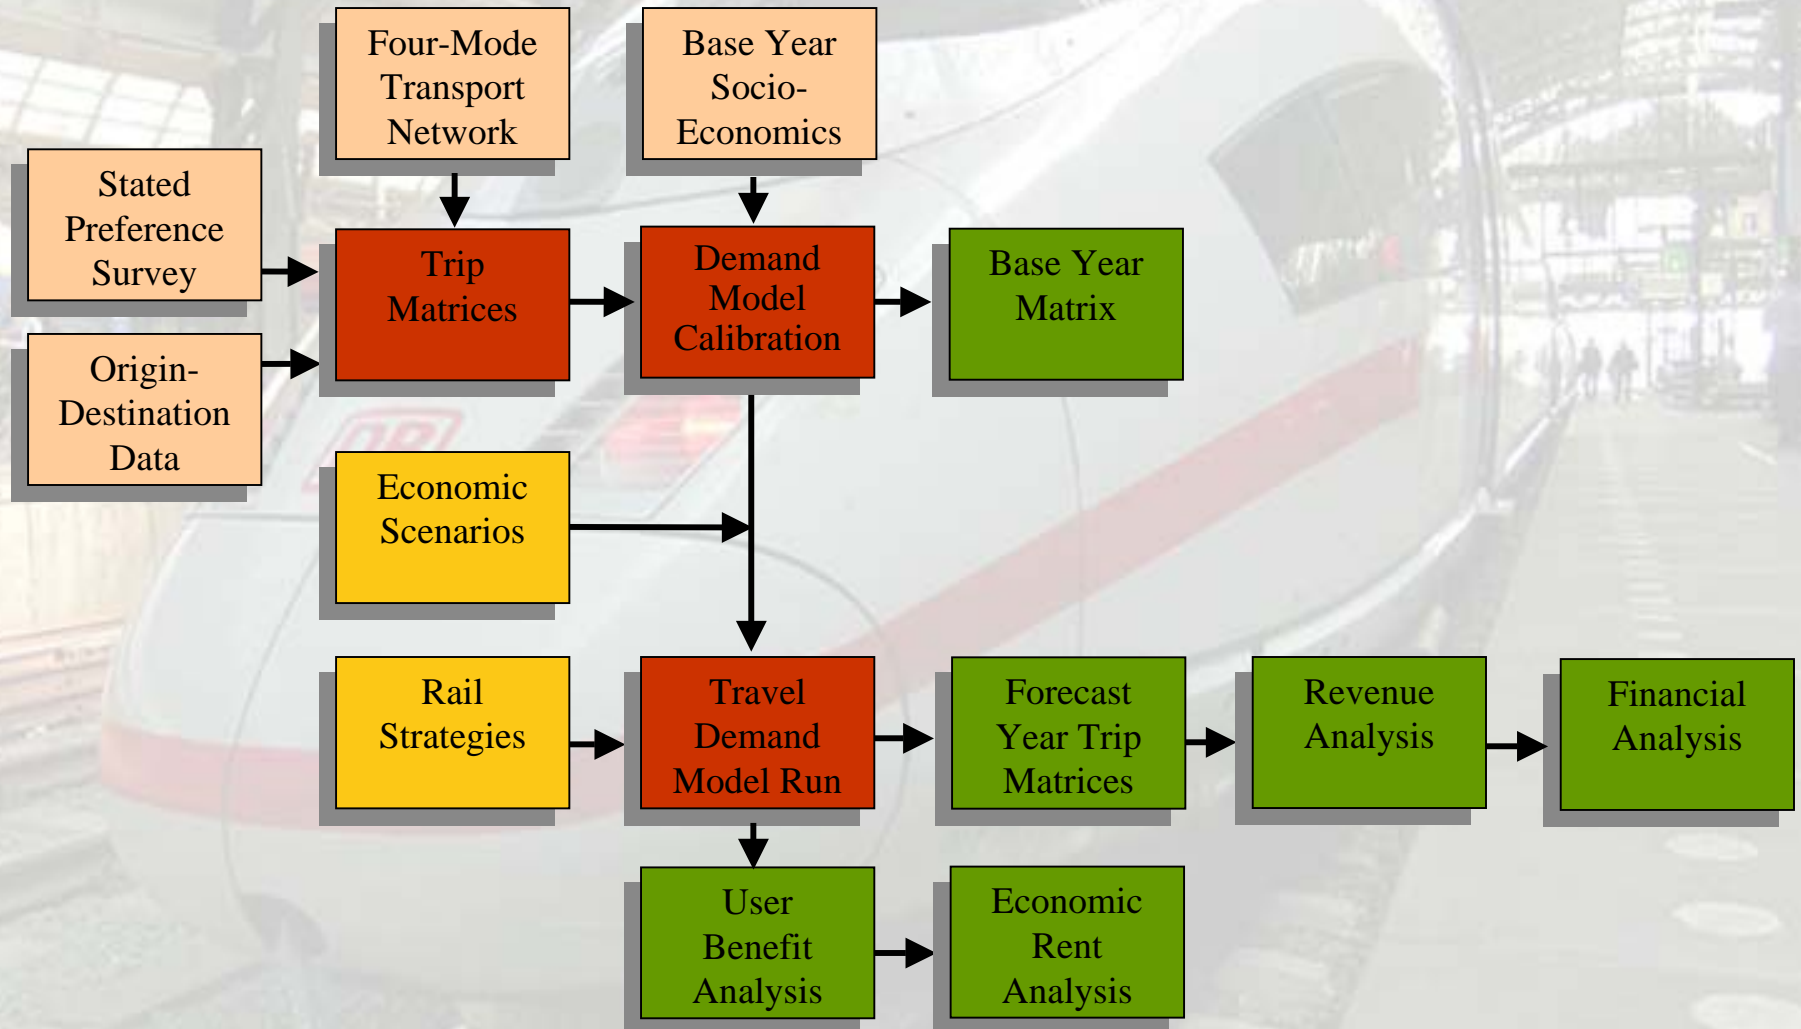 Four-Mode
Transport
Network
Base Year
Socio-
Economics
Stated
Preference
Survey
Trip
Matrices
Demand
Model
Calibration
Base Year
Matrix
Origin-
Destination
Data
Economic
Scenarios
Rail
Strategies
Travel
Demand
Model Run
Forecast
Year Trip
Matrices
Revenue
Analysis
Financial
Analysis
User
Benefit
Analysis
Economic
Rent
Analysis
DB